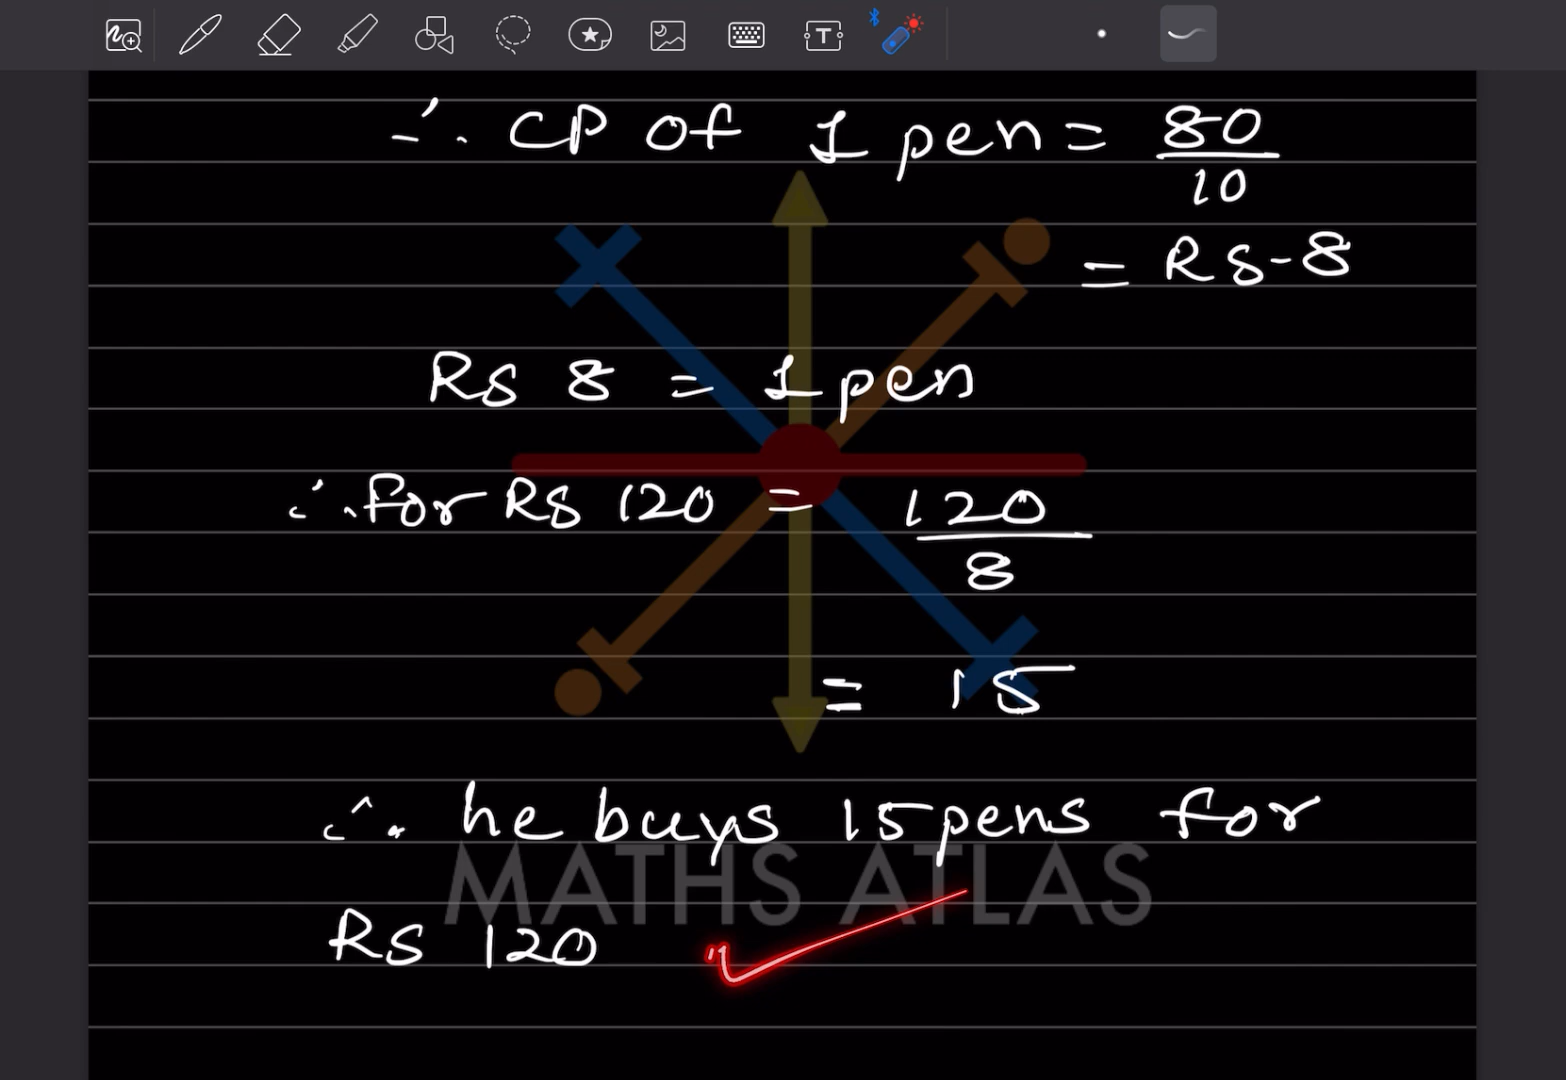 ∴ CP of 1 pen = 80/10
= Rs-8
Rs 8 = 1 pen
∴ for Rs 120 = 120/8
= 15
∴ he buys 15 pens for
MATHS ATLAS
Rs 120